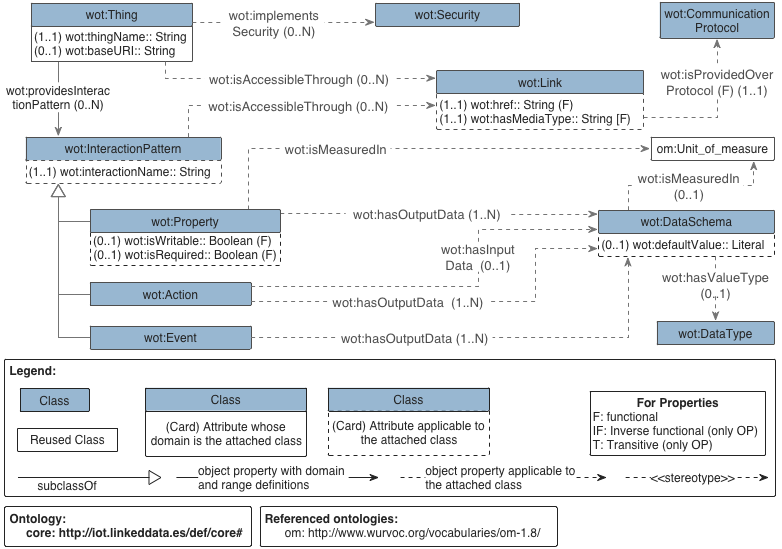 wot:Thing
(1..1) wot:thingName:: String
(0..1) wot:baseURI:: String
wot:implements
Security (0..N)
wot:Security
wot:Communication
Protocol
wot:providesInterac
tionPattern (0..N)
wot:isAccessibleThrough (0..N)
wot:isAccessibleThrough (0..N)
wot:Link
(1..1) wot:href:: String (F)
(1..1) wot:hasMediaType:: String [F)
wot:isProvidedOver
Protocol (F) (1..1)
wot:InteractionPattern
(1..1) wot:interactionName:: String
wot:isMeasuredIn
om:Unit_of_measure
wot:isMeasuredIn
(0..1)
wot:Property
(0..1) wot:isWritable:: Boolean (F)
(0..1) wot:isRequired:: Boolean (F)
wot:hasOutputData (1..N)
wot:DataSchema
(0..1) wot:defaultValue:: Literal
wot:hasInput
Data (0..1)
wot:Action
wot:hasOutputData (1..N)
wot:hasValueType
(0..1)
wot:Event
wot:hasOutputData (1..N)
wot:DataType
Legend:
Class
Reused Class
Class
(Card) Attribute whose
domain is the attached class
Class
(Card) Attribute applicable to
the attached class
For Properties
F: functional
IF: Inverse functional (only OP)
T: Transitive (only OP)
subclassOf
object property with domain
and range definitions
object property applicable to
the attached class
<<stereotype>>
Ontology:
core: http://iot.linkeddata.es/def/core#
Referenced ontologies:
om: http://www.wurvoc.org/vocabularies/om-1.8/